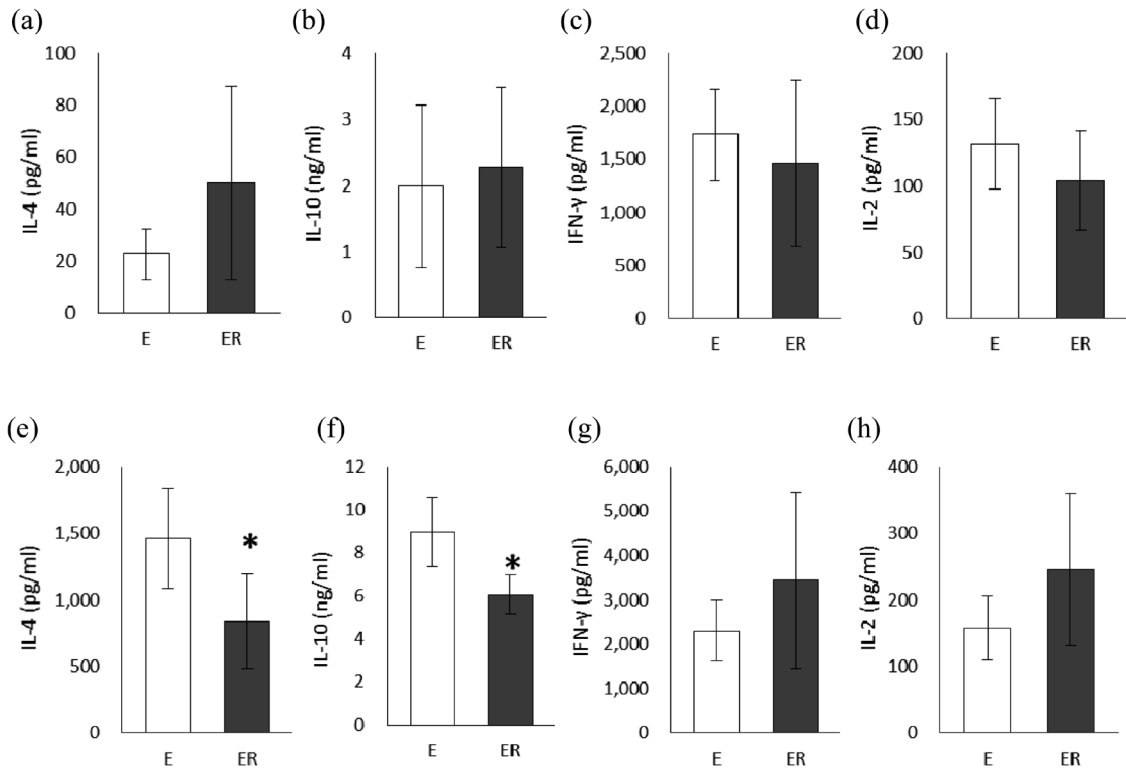 (a)
100
80
60
40
20
0
IL-4 (pg/ml)
E ER
(b)
4
3
2
1
0
IL-10 (ng/ml)
E ER
(c)
2,500
2,000
1,500
1,000
500
0
IFN-γ (pg/ml)
E ER
(d)
200
150
100
50
0
IL-2 (pg/ml)
E ER
(e)
2,000
1,500
1,000
500
0
IL-4 (pg/ml)
*
E ER
(f)
12
10
8
6
4
2
0
IL-10 (ng/ml)
*
E ER
(g)
6,000
5,000
4,000
3,000
2,000
1,000
0
IFN-γ (pg/ml)
E ER
(h)
400
300
200
100
0
IL-2 (pg/ml)
E ER